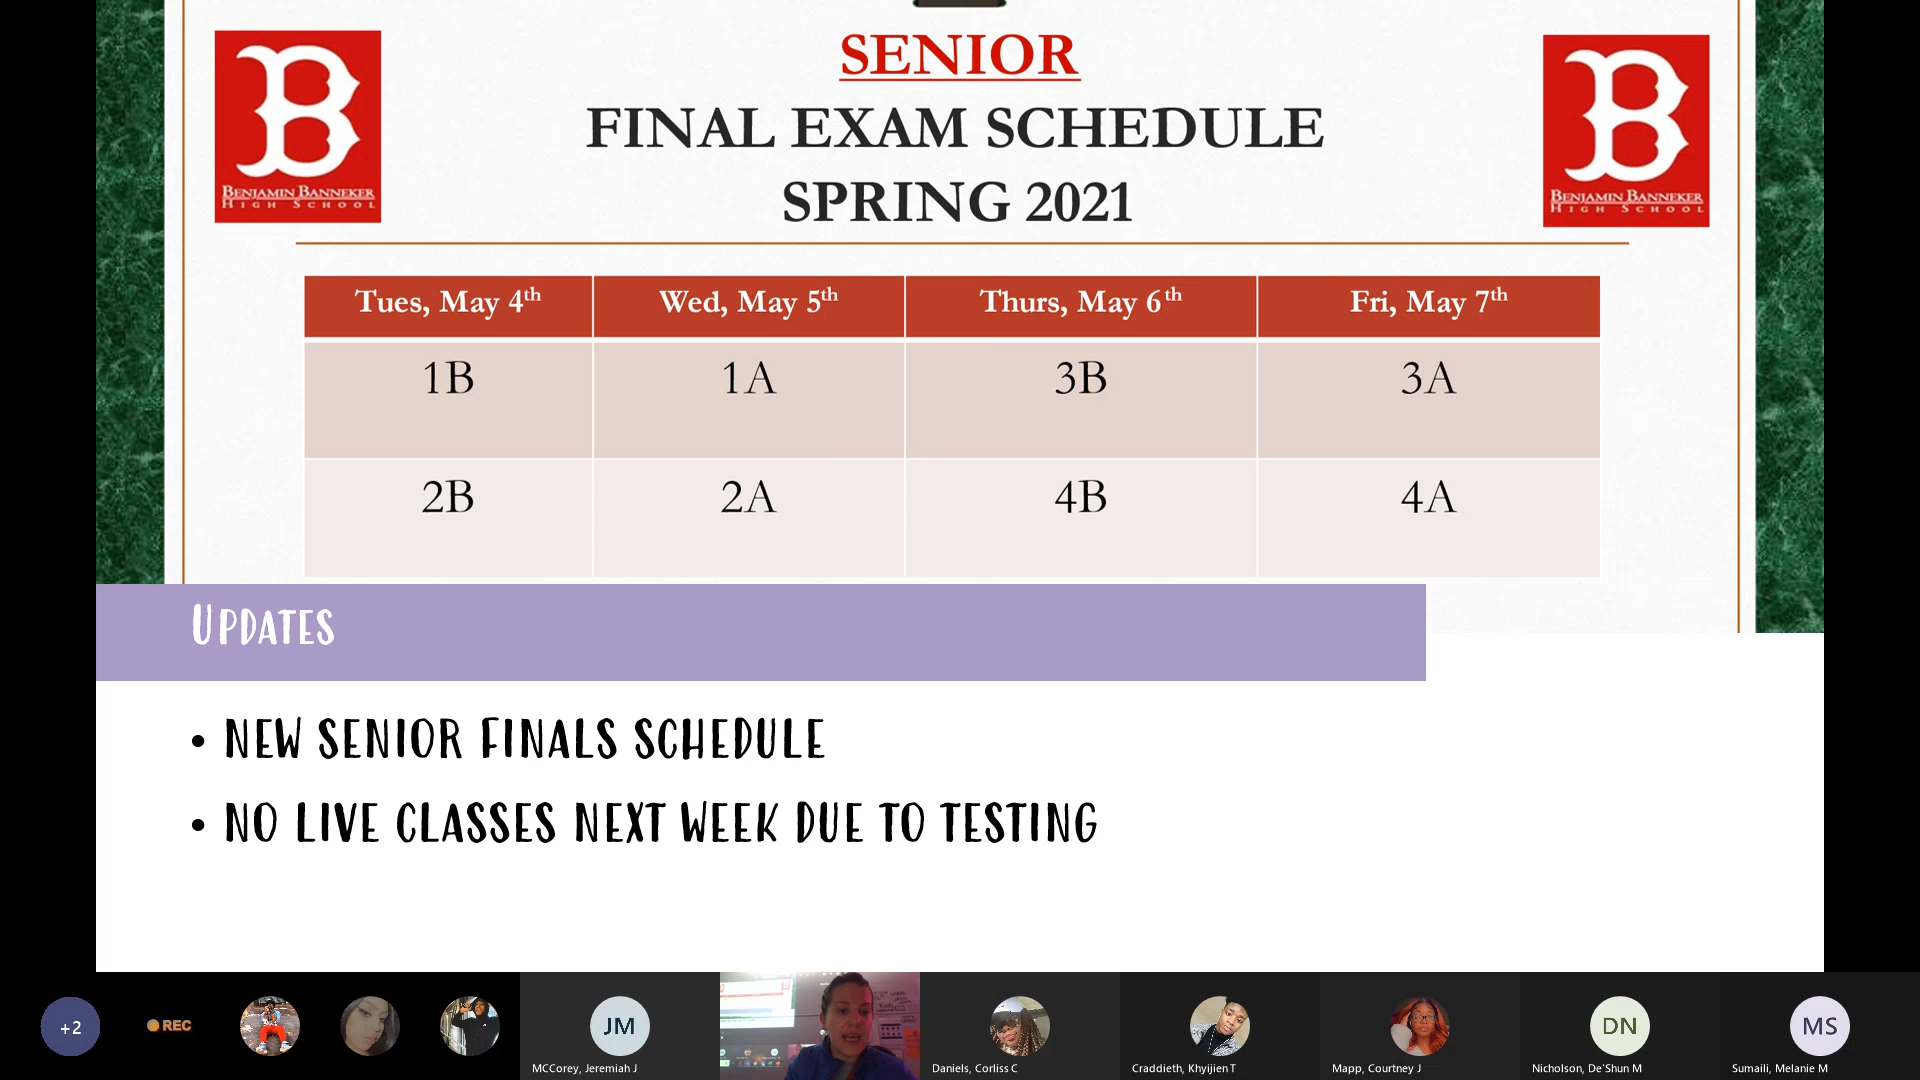 SENIOR
FINAL EXAM SCHEDULE
SPRING 2021
B
BENJAMIN BANNEKER
HIGH SCHOOL
B
BENJAMIN BANNEKER
HIGH SCHOOL
Tues, May 4th Wed, May 5th Thurs, May 6th Fri, May 7th
1B 1A 3B 3A
2B 2A 4B 4A
UPDATES
• NEW SENIOR FINALS SCHEDULE
• NO LIVE CLASSES NEXT WEEK DUE TO TESTING
+2
REC
JM
DN
MS
MCCorey, Jeremiah J
Daniels, Corliss C
Craddieth, Khyijien T
Mapp, Courtney J
Nicholson, De'Shun M
Sumaili, Melanie M